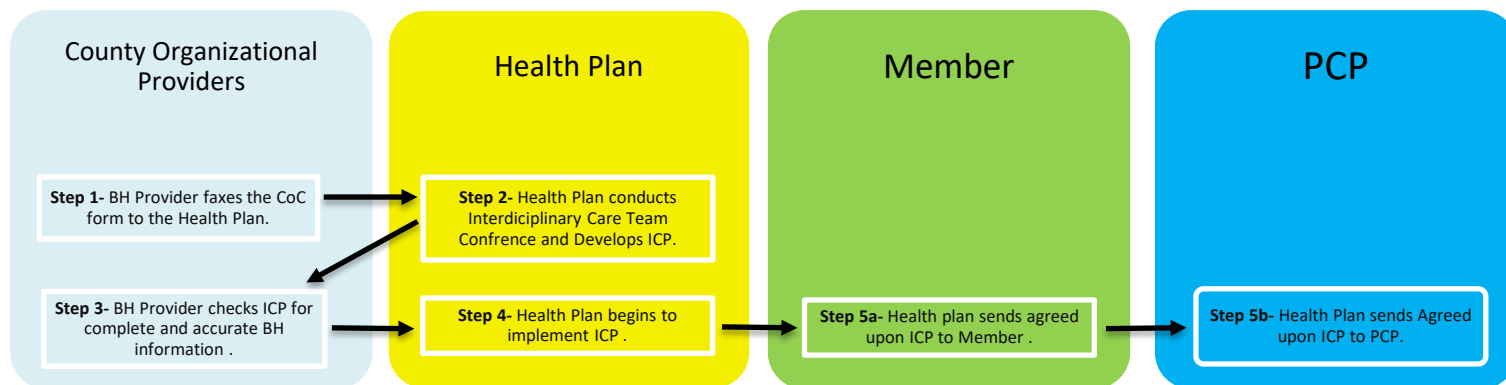 County Organizational
Providers
Health Plan
Member
PCP
Step 1- BH Provider faxes the CoC
form to the Health Plan.
Step 2- Health Plan conducts
Interdiciplinary Care Team
Confrence and Develops ICP.
Step 3- BH Provider checks ICP for
complete and accurate BH
information .
Step 4- Health Plan begins to
implement ICP .
Step 5a- Health plan sends agreed
upon ICP to Member .
Step 5b- Health Plan sends Agreed
upon ICP to PCP.